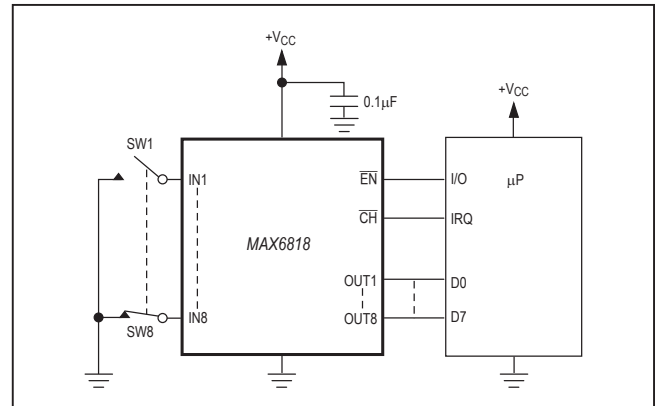 +VCC
0.1μF
+VCC
SW1
IN1
EN
I/O
μP
CH
IRQ
MAX6818
OUT1
D0
IN8
OUT8
D7
SW8